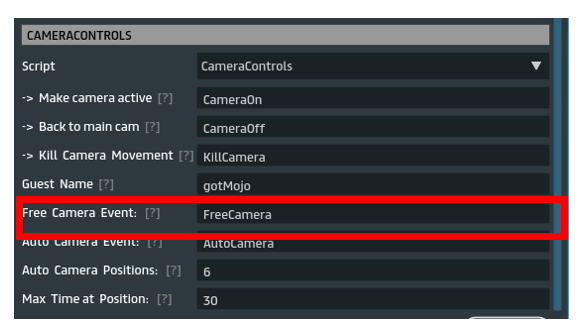 CAMERACONTROLS
Script CameraControls ▼
-> Make camera active [?] CameraOn
-> Back to main cam [?] CameraOff
-> Kill Camera Movement [?] KillCamera
Guest Name [?] gotMojo
Free Camera Event: [?] FreeCamera
Auto Camera Event: [?] AutoCamera
Auto Camera Positions: [?] 6
Max Time at Position: [?] 30